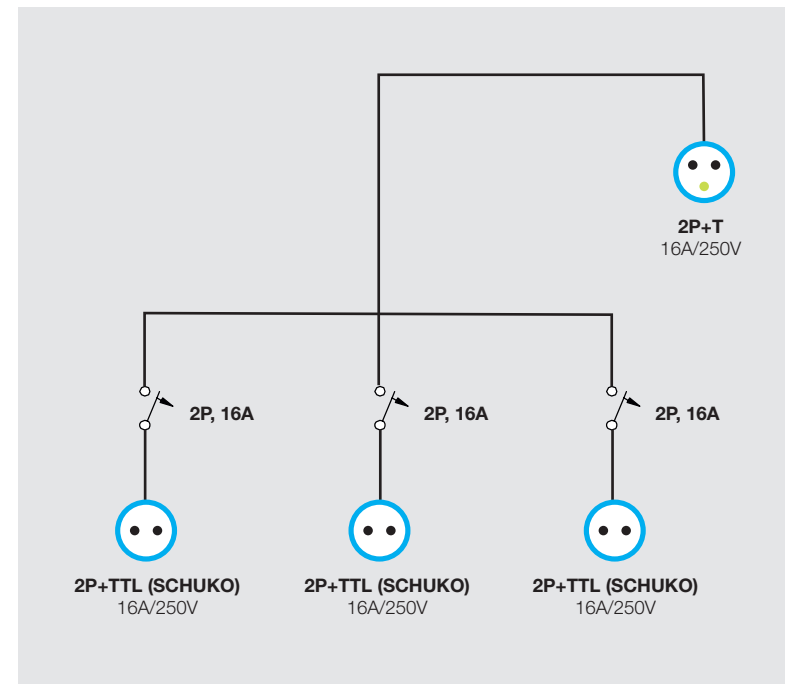 2P+T
16A/250V
2P, 16A
2P, 16A
2P, 16A
2P+TTL (SCHUKO)
16A/250V
2P+TTL (SCHUKO)
16A/250V
2P+TTL (SCHUKO)
16A/250V